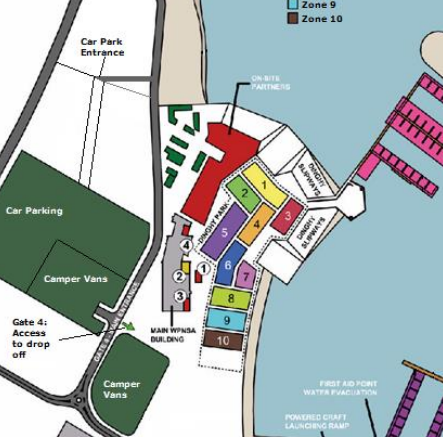 Zone 9
Zone 10
Car Park
Entrance
ON-SITE
PARTNERS
DINGHY
SLIPWAYS
DINGHY PARK
1
2
3
4
5
DINGHY
SLIPWAYS
6
7
8
9
10
4
1
2
3
Car Parking
Camper Vans
Gate 4:
Access
to drop
off
MAIN WPNSA
BUILDING
Camper
Vans
FIRST AID POINT
WATER EVACUATION
POWERED CRAFT
LAUNCHING RAMP